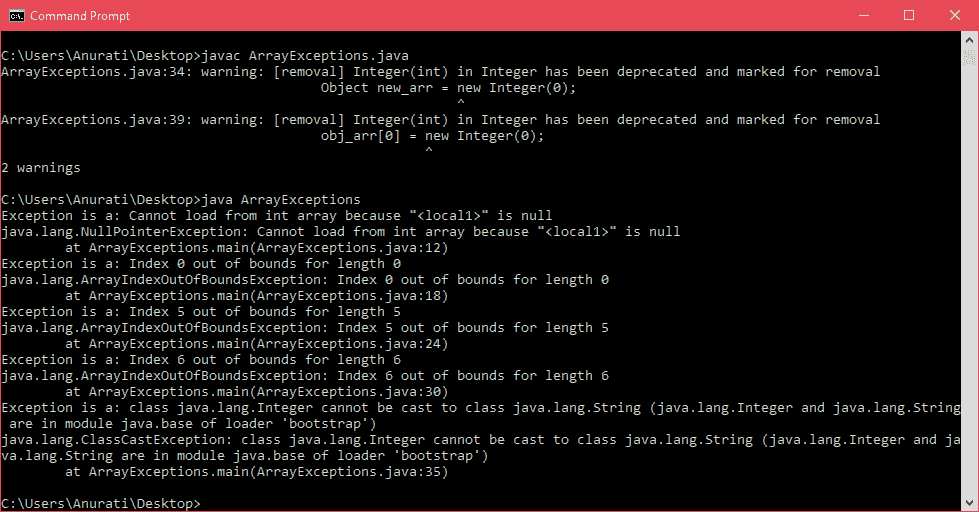 Command Prompt
C:\Users\Anurati\Desktop>javac ArrayExceptions.java
ArrayExceptions.java:34: warning: [removal] Integer(int) in Integer has been deprecated and marked for removal
Object new_arr = new Integer(0);
^
ArrayExceptions.java:39: warning: [removal] Integer(int) in Integer has been deprecated and marked for removal
obj_arr[0] = new Integer(0);
^
2 warnings
C:\Users\Anurati\Desktop>java ArrayExceptions
Exception is a: Cannot load from int array because "<local1>" is null
java.lang.NullPointerException: Cannot load from int array because "<local1>" is null
at ArrayExceptions.main(ArrayExceptions.java:12)
Exception is a: Index 0 out of bounds for length 0
java.lang.ArrayIndexOutOfBoundsException: Index 0 out of bounds for length 0
at ArrayExceptions.main(ArrayExceptions.java:18)
Exception is a: Index 5 out of bounds for length 5
java.lang.ArrayIndexOutOfBoundsException: Index 5 out of bounds for length 5
at ArrayExceptions.main(ArrayExceptions.java:24)
Exception is a: Index 6 out of bounds for length 6
java.lang.ArrayIndexOutOfBoundsException: Index 6 out of bounds for length 6
at ArrayExceptions.main(ArrayExceptions.java:30)
Exception is a: class java.lang.Integer cannot be cast to class java.lang.String (java.lang.Integer and java.lang.String
are in module java.base of loader 'bootstrap')
java.lang.ClassCastException: class java.lang.Integer cannot be cast to class java.lang.String (java.lang.Integer and ja
va.lang.String are in module java.base of loader 'bootstrap')
at ArrayExceptions.main(ArrayExceptions.java:35)
C:\Users\Anurati\Desktop>